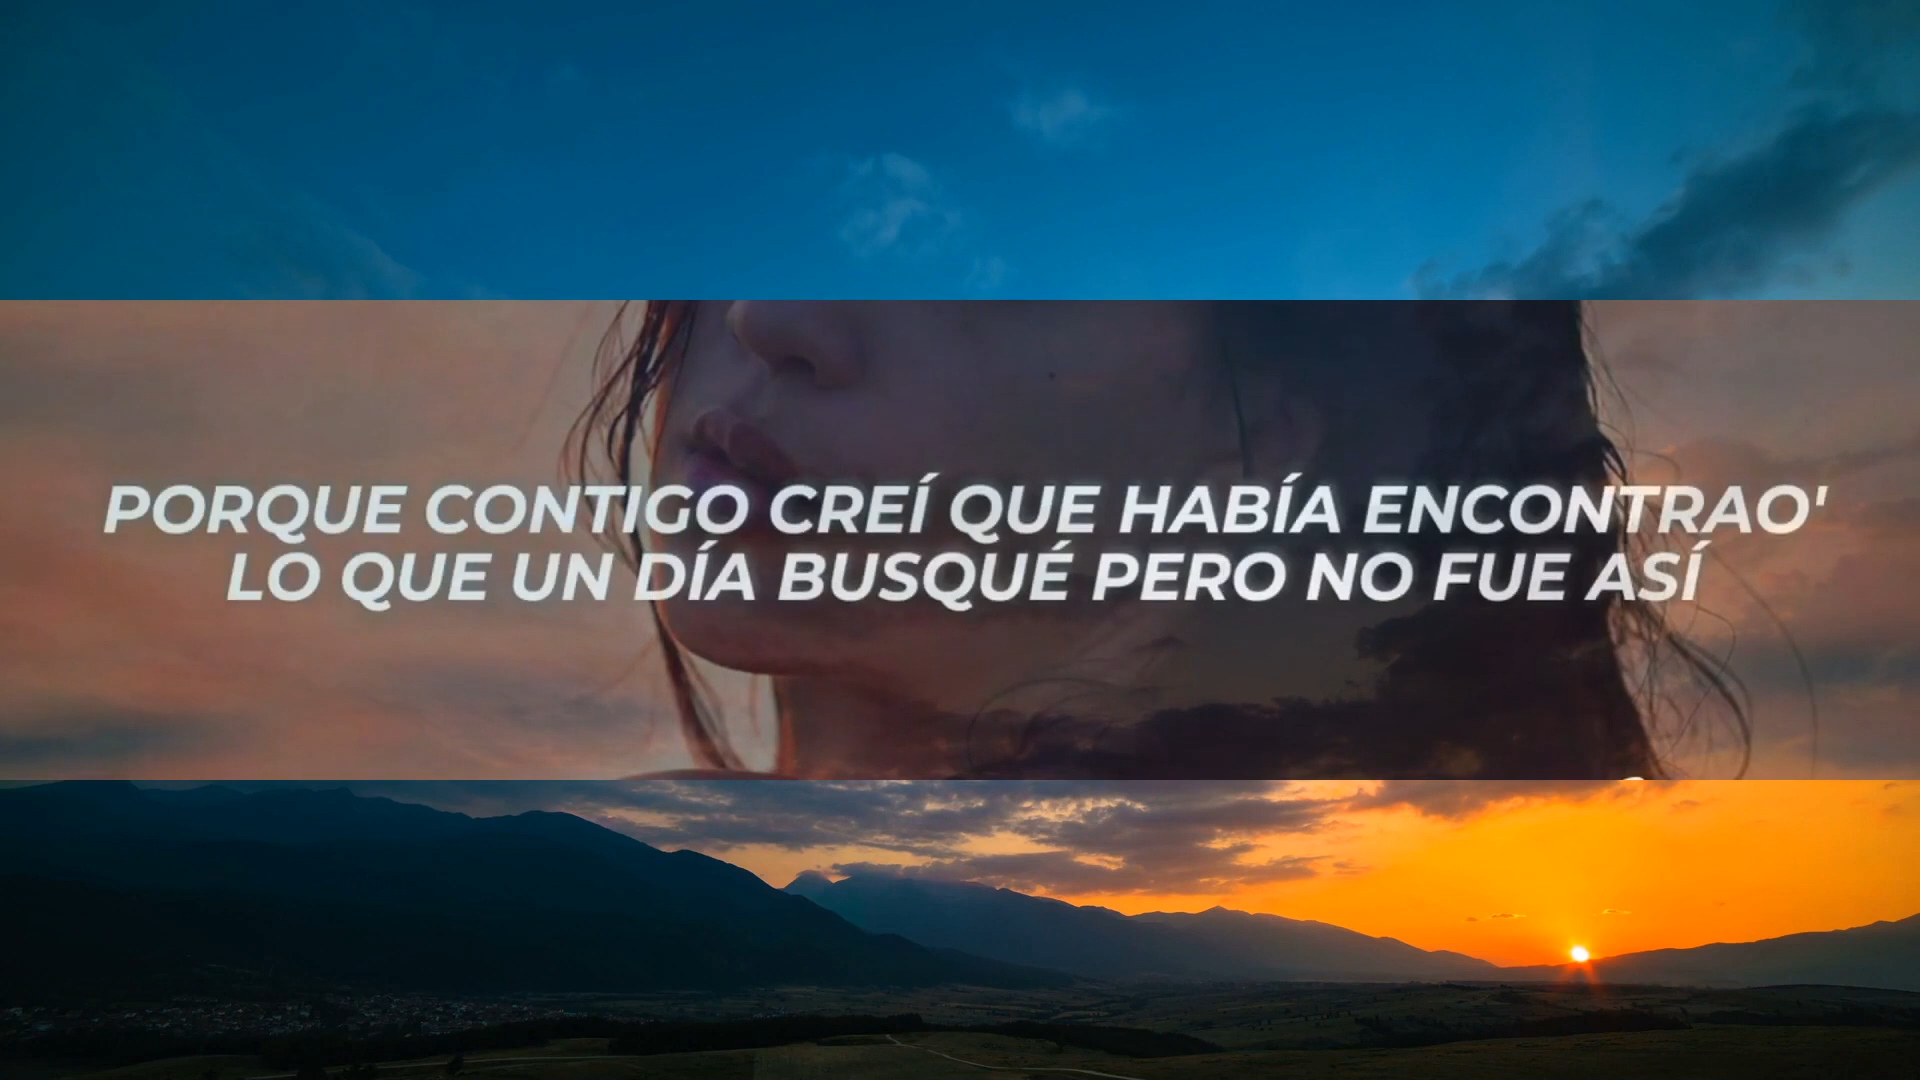 PORQUE CONTIGO CREÍ QUE HABÍA ENCONTRAO'
LO QUE UN DÍA BUSQUÉ PERO NO FUE ASÍ